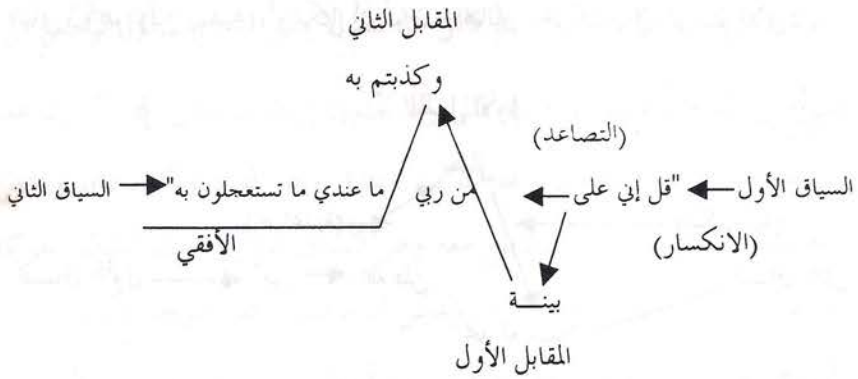 المقابل الثاني
وكذبتم به
(التصاعد)
السياق الأول "قل إني على من ربي ما عندي ما تستعجلون به" السياق الثاني
(الانكسار) الأفقي
بينــة
المقابل الأول